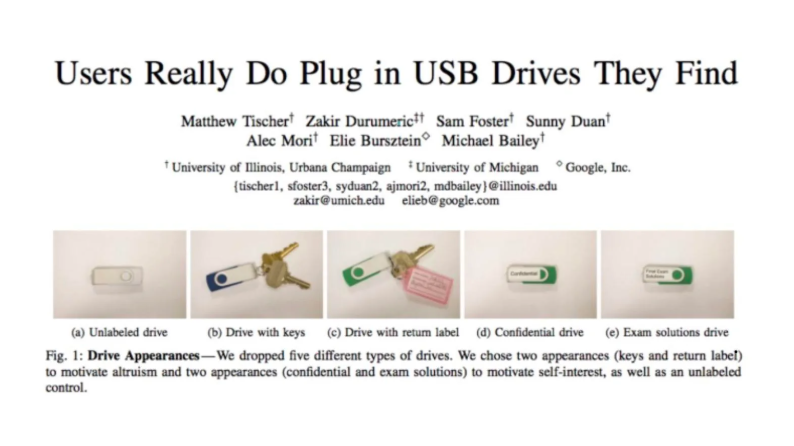 Users Really Do Plug in USB Drives They Find
Matthew Tischer† Zakir Durumeric‡† Sam Foster† Sunny Duan†
Alec Mori† Elie Bursztein◇ Michael Bailey†
† University of Illinois, Urbana Champaign ‡ University of Michigan ◇ Google, Inc.
{tischer1, sfoster3, syduan2, ajmori2, mdbailey}@illinois.edu
zakir@umich.edu elieb@google.com
Confidential
Final Exam
Solutions
(a) Unlabeled drive (b) Drive with keys (c) Drive with return label (d) Confidential drive (e) Exam solutions drive
Fig. 1: Drive Appearances—We dropped five different types of drives. We chose two appearances (keys and return label)
to motivate altruism and two appearances (confidential and exam solutions) to motivate self-interest, as well as an unlabeled
control.